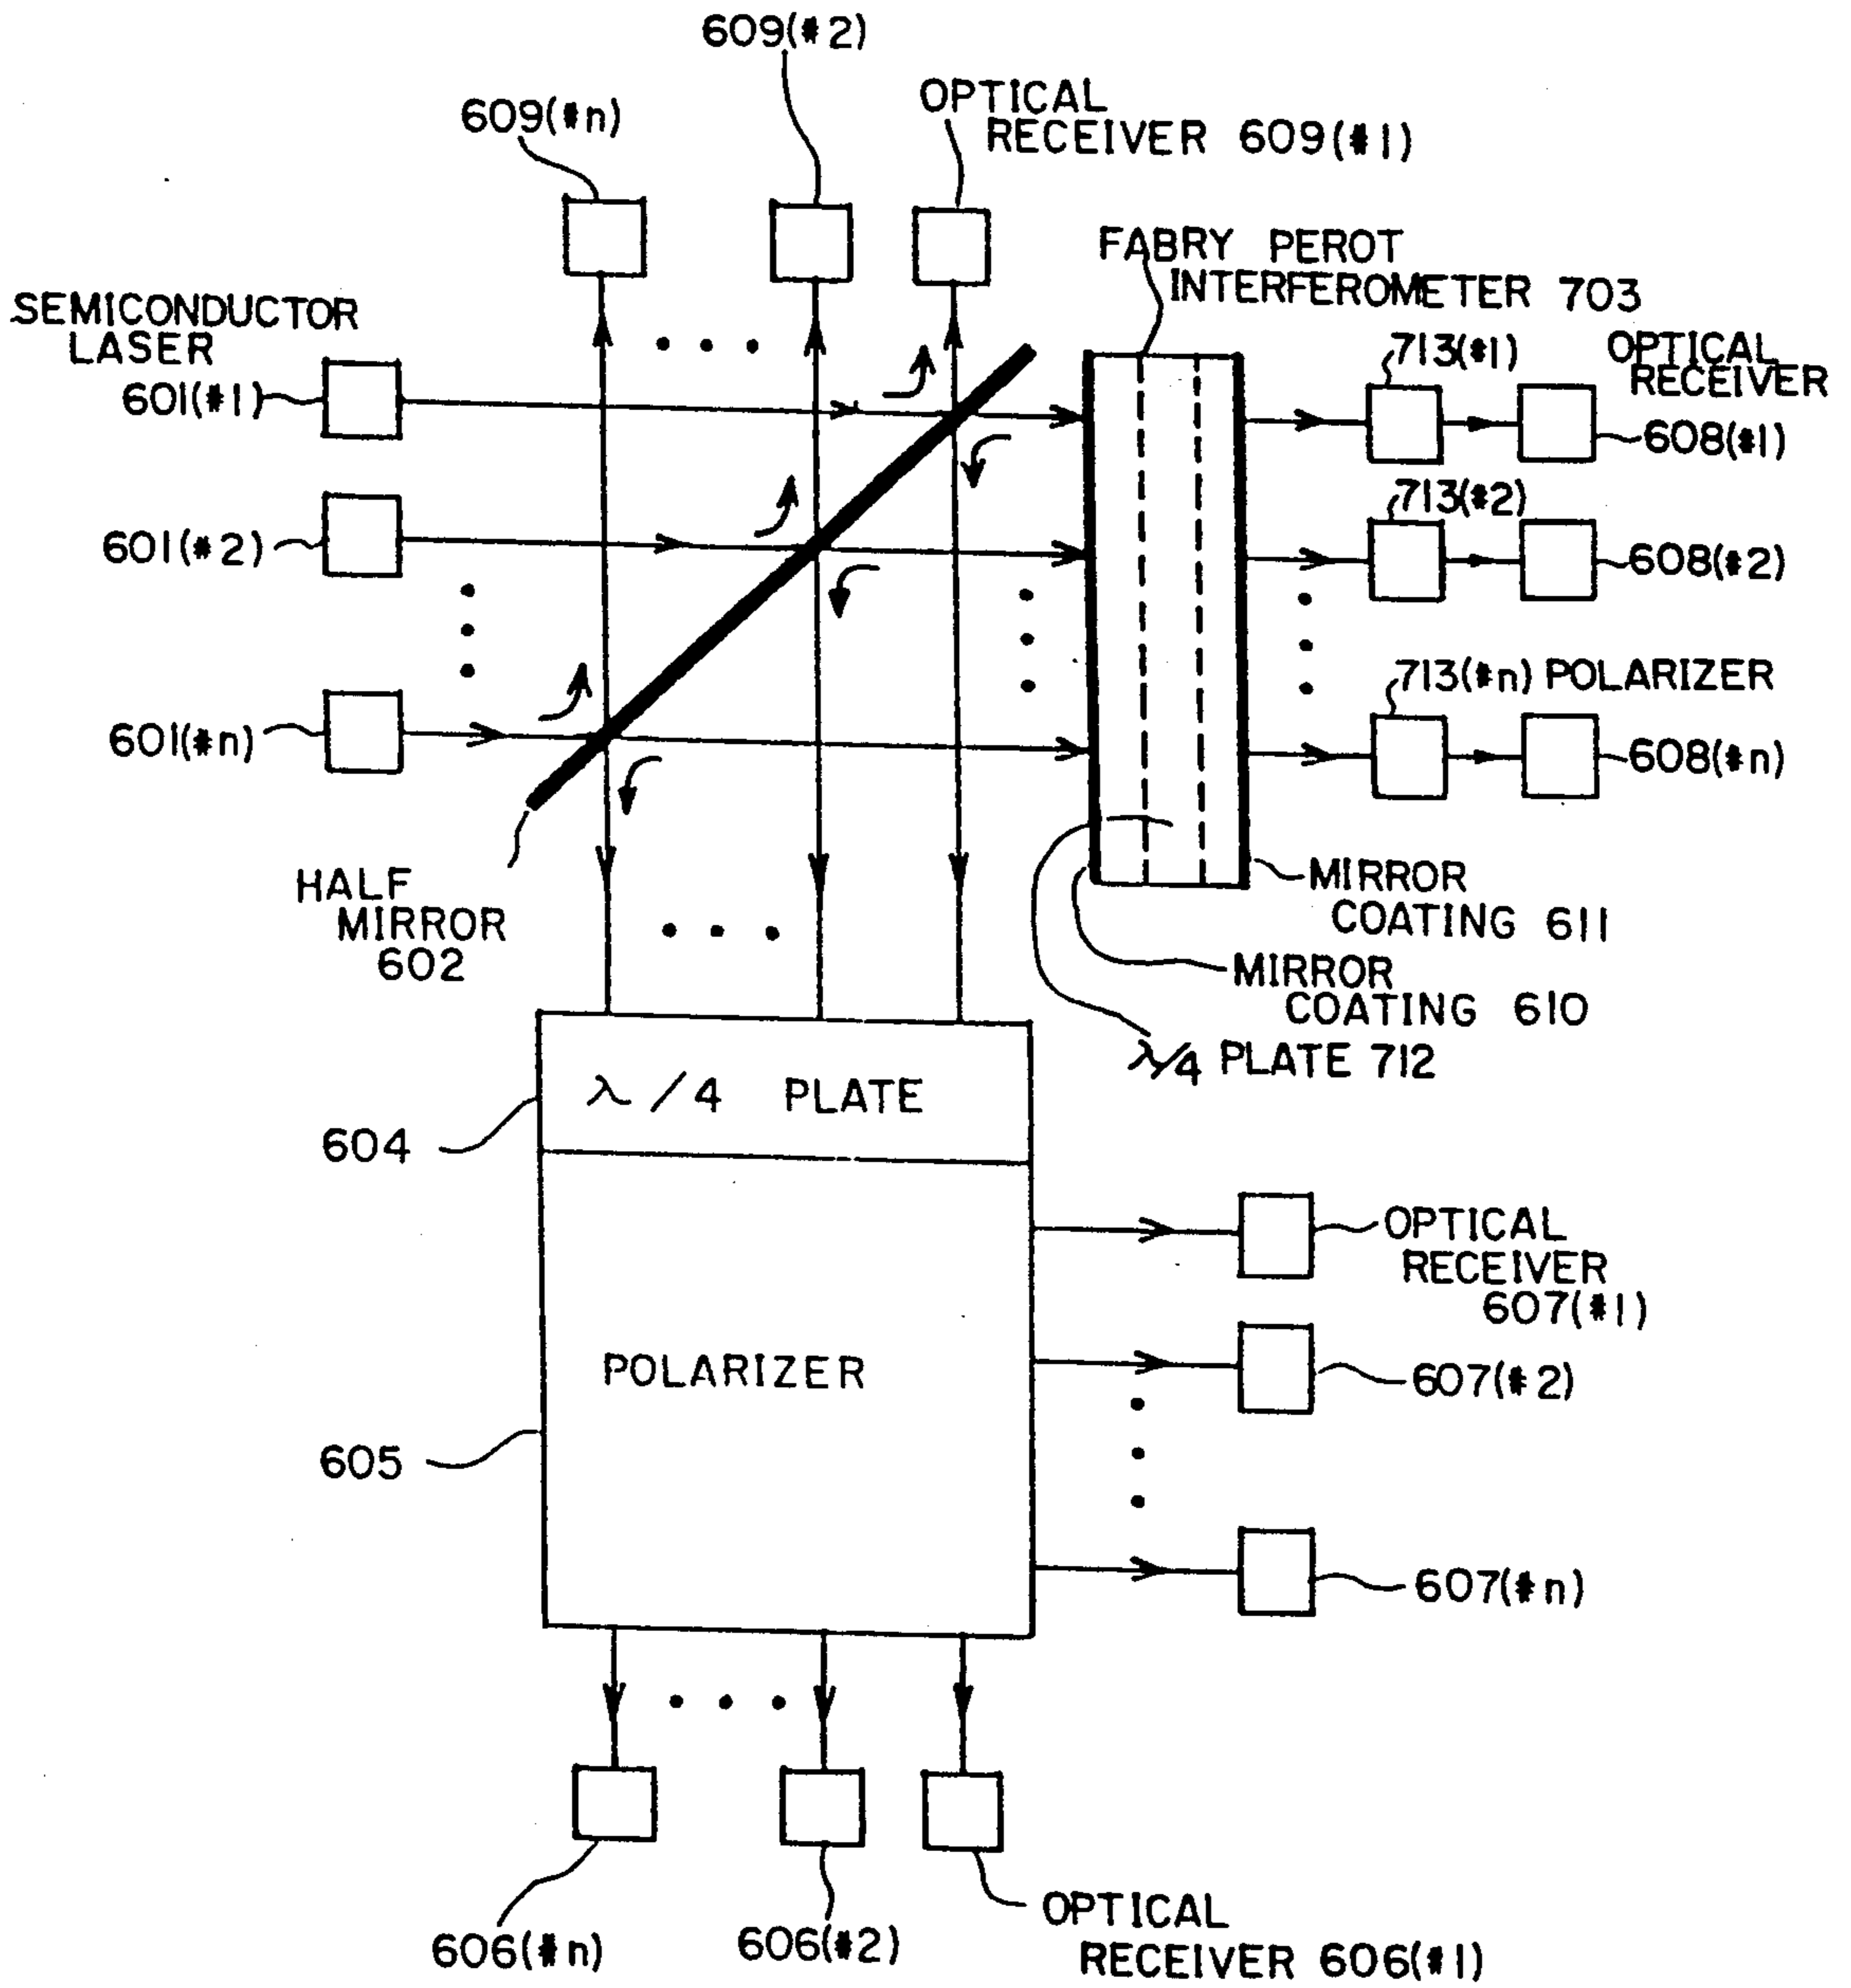 609(#2)
609(#n)
OPTICAL
RECEIVER 609(#1)
FABRY PEROT
INTERFEROMETER 703
SEMICONDUCTOR
LASER
601(#1)
713(#1)
OPTICAL
RECEIVER
608(#1)
601(#2)
713(#2)
608(#2)
601(#n)
713(#n) POLARIZER
608(#n)
HALF
MIRROR
602
MIRROR
COATING 611
MIRROR
COATING 610
λ/4 PLATE 712
λ/4 PLATE
604
OPTICAL
RECEIVER
607(#1)
POLARIZER
607(#2)
605
607(#n)
606(#n)
606(#2)
OPTICAL
RECEIVER 606(#1)